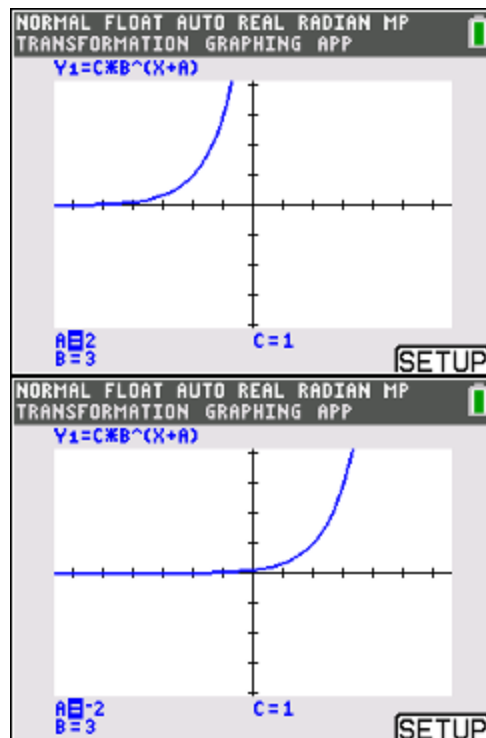 NORMAL FLOAT AUTO REAL RADIAN MP
TRANSFORMATION GRAPHING APP
Y1=C*B^(X+A)
A=2 C=1
B=3
SETUP
NORMAL FLOAT AUTO REAL RADIAN MP
TRANSFORMATION GRAPHING APP
Y1=C*B^(X+A)
A=-2 C=1
B=3
SETUP